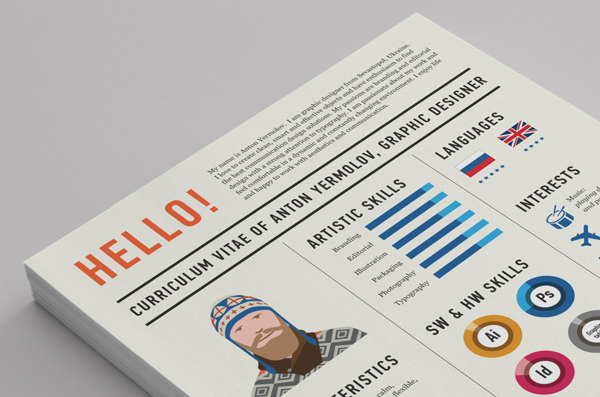 HELLO!
My name is Anton Yermolov. I am graphic designer from Sevastopol, Ukraine.
I love to create clean, smart and effective objects and have enthusiasm to find
the best communication design solutions. My passions are branding and editorial
design with a strong attention to typography. I am passionate about my work and
feel comfortable in a dynamic and constantly changing environment. I enjoy life
and happy to work with aesthetics and communication.
CURRICULUM VITAE OF ANTON YERMOLOV, GRAPHIC DESIGNER
ARTISTIC SKILLS
Branding
Editorial
Illustration
Packaging
Photography
Typography
LANGUAGES
INTERESTS
Music:
playing
SW & HW SKILLS
Ps
Ai
Id
ERISTICS
calm,
flexible,